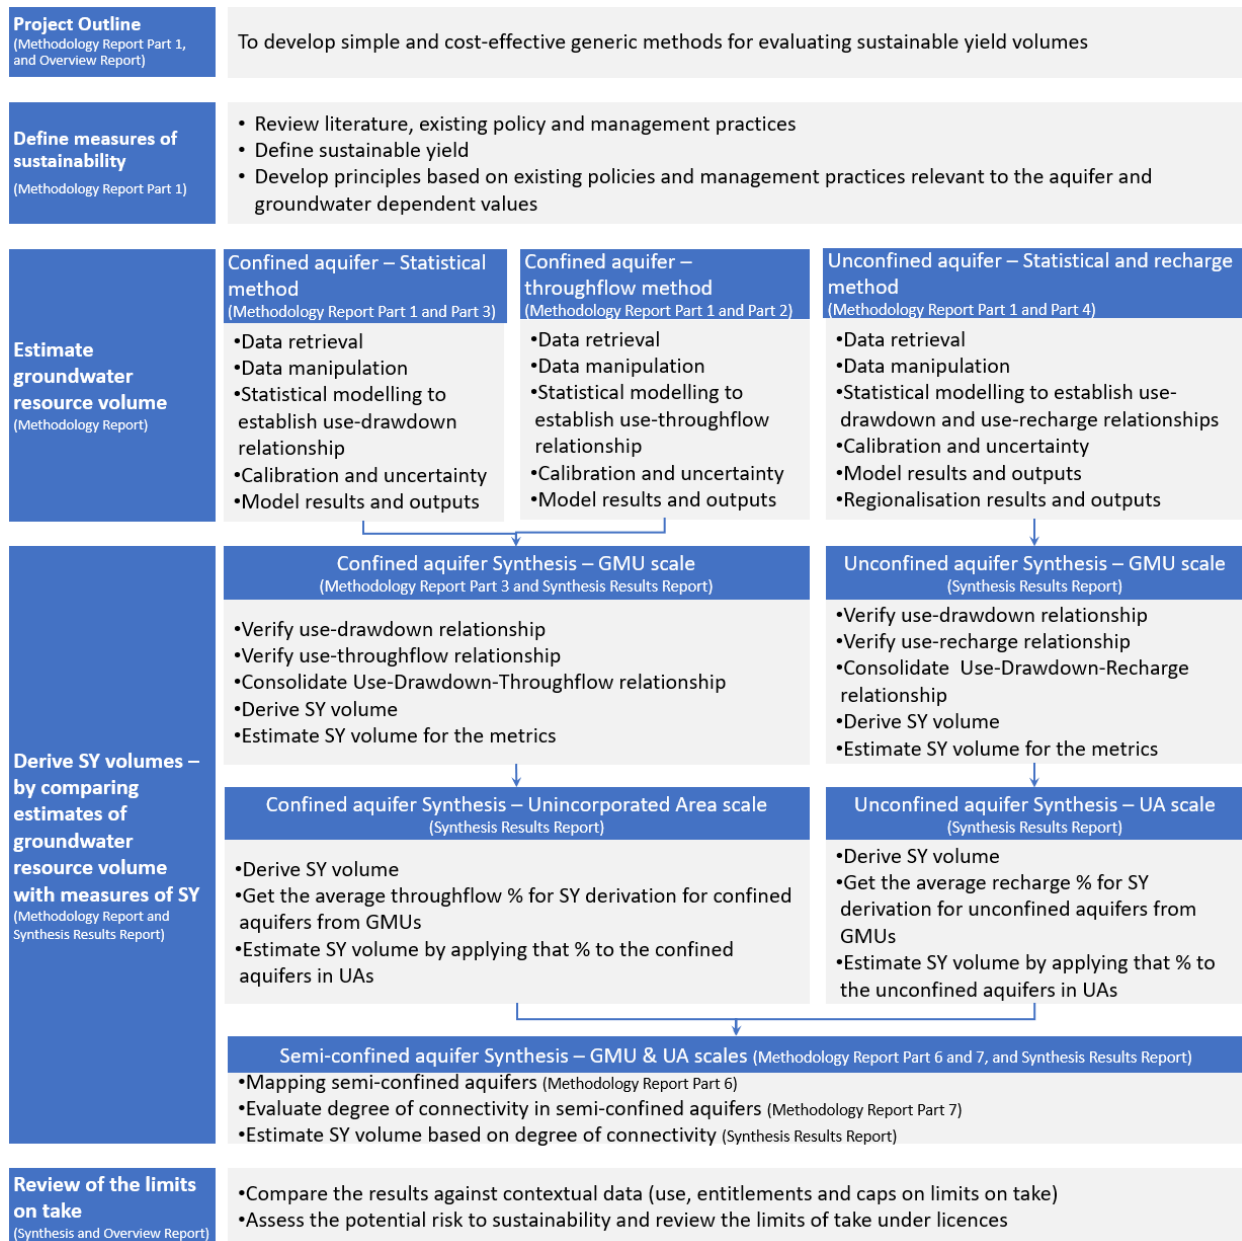 Project Outline
(Methodology Report Part 1,
and Overview Report)
To develop simple and cost-effective generic methods for evaluating sustainable yield volumes
Define measures of
sustainability
(Methodology Report Part 1)
• Review literature, existing policy and management practices
• Define sustainable yield
• Develop principles based on existing policies and management practices relevant to the aquifer and
groundwater dependent values
Estimate
groundwater
resource volume
(Methodology Report)
Confined aquifer – Statistical
method
(Methodology Report Part 1 and Part 3)
•Data retrieval
•Data manipulation
•Statistical modelling to
establish use-drawdown
relationship
•Calibration and uncertainty
•Model results and outputs
Confined aquifer –
throughflow method
(Methodology Report Part 1 and Part 2)
•Data retrieval
•Data manipulation
•Statistical modelling to
establish use-throughflow
relationship
•Calibration and uncertainty
•Model results and outputs
Unconfined aquifer – Statistical and recharge
method
(Methodology Report Part 1 and Part 4)
•Data retrieval
•Data manipulation
•Statistical modelling to establish use-
drawdown and use-recharge relationships
•Calibration and uncertainty
•Model results and outputs
•Regionalisation results and outputs
Derive SY volumes –
by comparing
estimates of
groundwater
resource volume
with measures of SY
(Methodology Report and
Synthesis Results Report)
Confined aquifer Synthesis – GMU scale
(Methodology Report Part 3 and Synthesis Results Report)
•Verify use-drawdown relationship
•Verify use-throughflow relationship
•Consolidate Use-Drawdown-Throughflow relationship
•Derive SY volume
•Estimate SY volume for the metrics
Unconfined aquifer Synthesis – GMU scale
(Synthesis Results Report)
•Verify use-drawdown relationship
•Verify use-recharge relationship
•Consolidate Use-Drawdown-Recharge
relationship
•Derive SY volume
•Estimate SY volume for the metrics
Confined aquifer Synthesis – Unincorporated Area scale
(Synthesis Results Report)
•Derive SY volume
•Get the average throughflow % for SY derivation for confined
aquifers from GMUs
•Estimate SY volume by applying that % to the confined
aquifers in UAs
Unconfined aquifer Synthesis – UA scale
(Synthesis Results Report)
•Derive SY volume
•Get the average recharge % for SY
derivation for unconfined aquifers from
GMUs
•Estimate SY volume by applying that % to
the unconfined aquifers in UAs
Semi-confined aquifer Synthesis – GMU & UA scales (Methodology Report Part 6 and 7, and Synthesis Results Report)
•Mapping semi-confined aquifers (Methodology Report Part 6)
•Evaluate degree of connectivity in semi-confined aquifers (Methodology Report Part 7)
•Estimate SY volume based on degree of connectivity (Synthesis Results Report)
Review of the limits
on take
(Synthesis and Overview Report)
•Compare the results against contextual data (use, entitlements and caps on limits on take)
•Assess the potential risk to sustainability and review the limits of take under licences